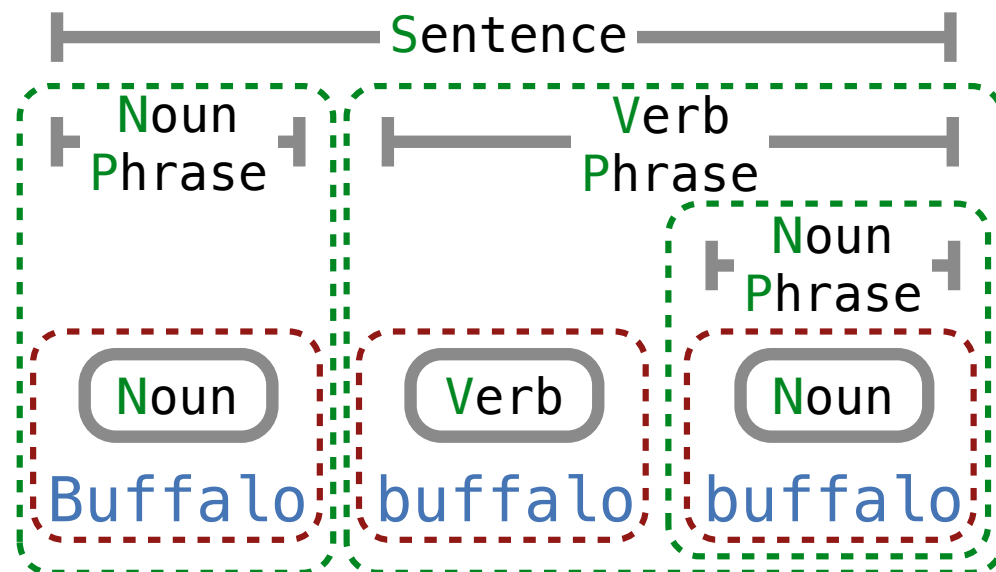 Sentence
Noun
Phrase
Verb
Phrase
Noun
Phrase
Noun
Verb
Noun
Buffalo
buffalo
buffalo